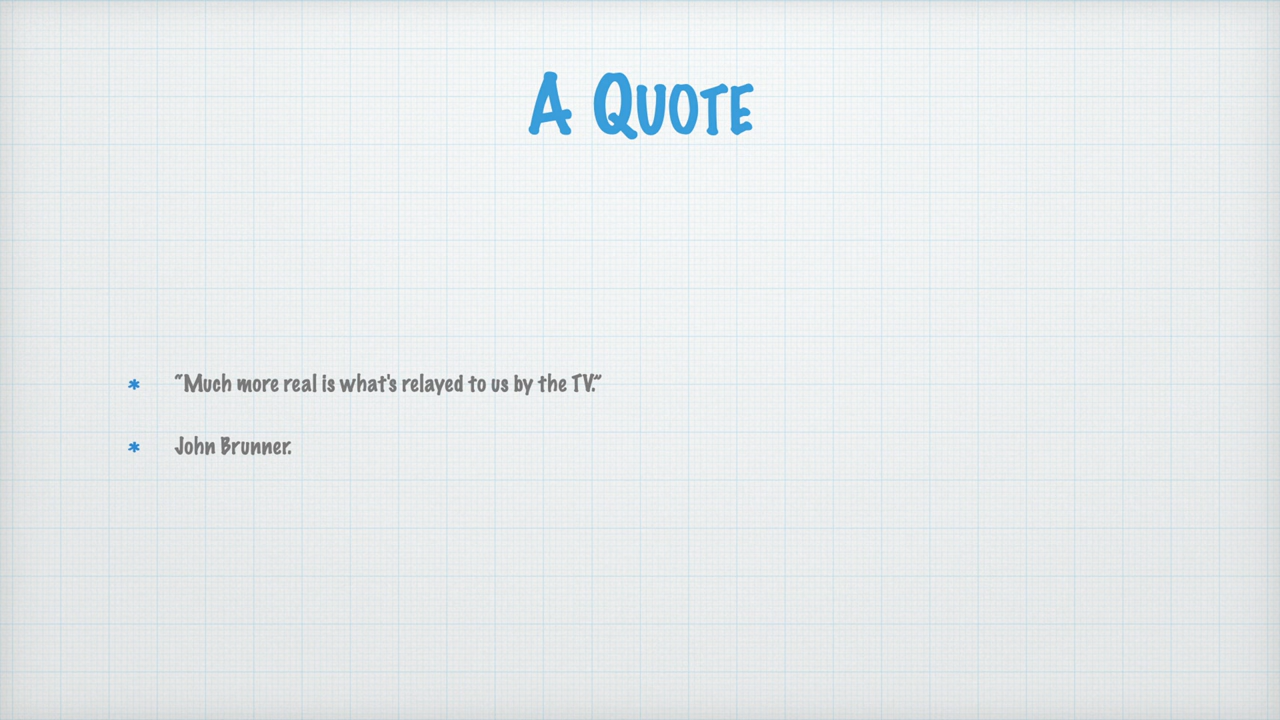 A Quote
“Much more real is what's relayed to us by the TV.”
John Brunner.